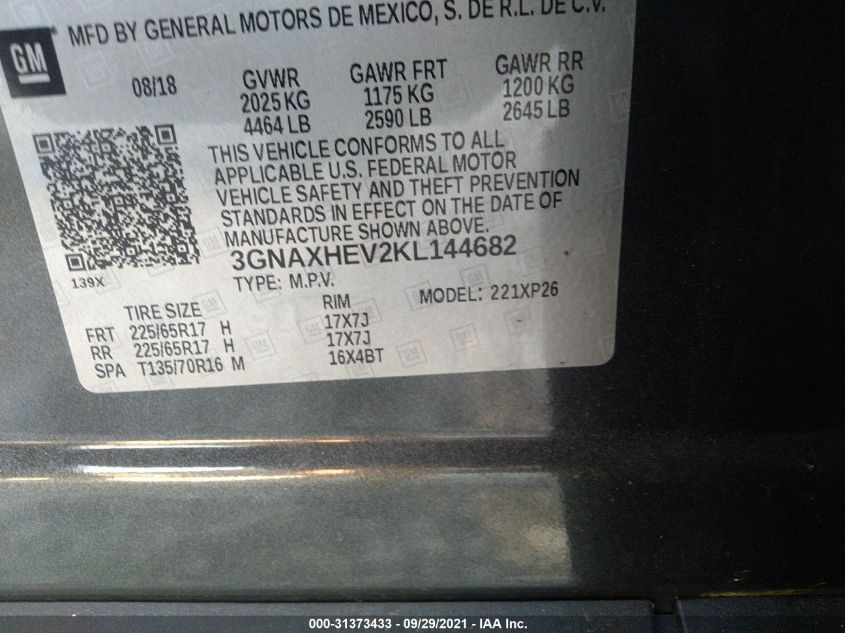 MFD BY GENERAL MOTORS DE MEXICO, S. DE R.L. DE C.V.
GM
08/18
GVWR
2025 KG
4464 LB
GAWR FRT
1175 KG
2590 LB
GAWR RR
1200 KG
2645 LB
THIS VEHICLE CONFORMS TO ALL
APPLICABLE U.S. FEDERAL MOTOR
VEHICLE SAFETY AND THEFT PREVENTION
STANDARDS IN EFFECT ON THE DATE OF
MANUFACTURE SHOWN ABOVE.
139X
3GNAXHEV2KL144682
TYPE: M.P.V.
MODEL: 221XP26
TIRE SIZE RIM
FRT 225/65R17 H 17X7J
RR 225/65R17 H 17X7J
SPA T135/70R16 M 16X4BT
000-31373433 - 09/29/2021 - IAA Inc.